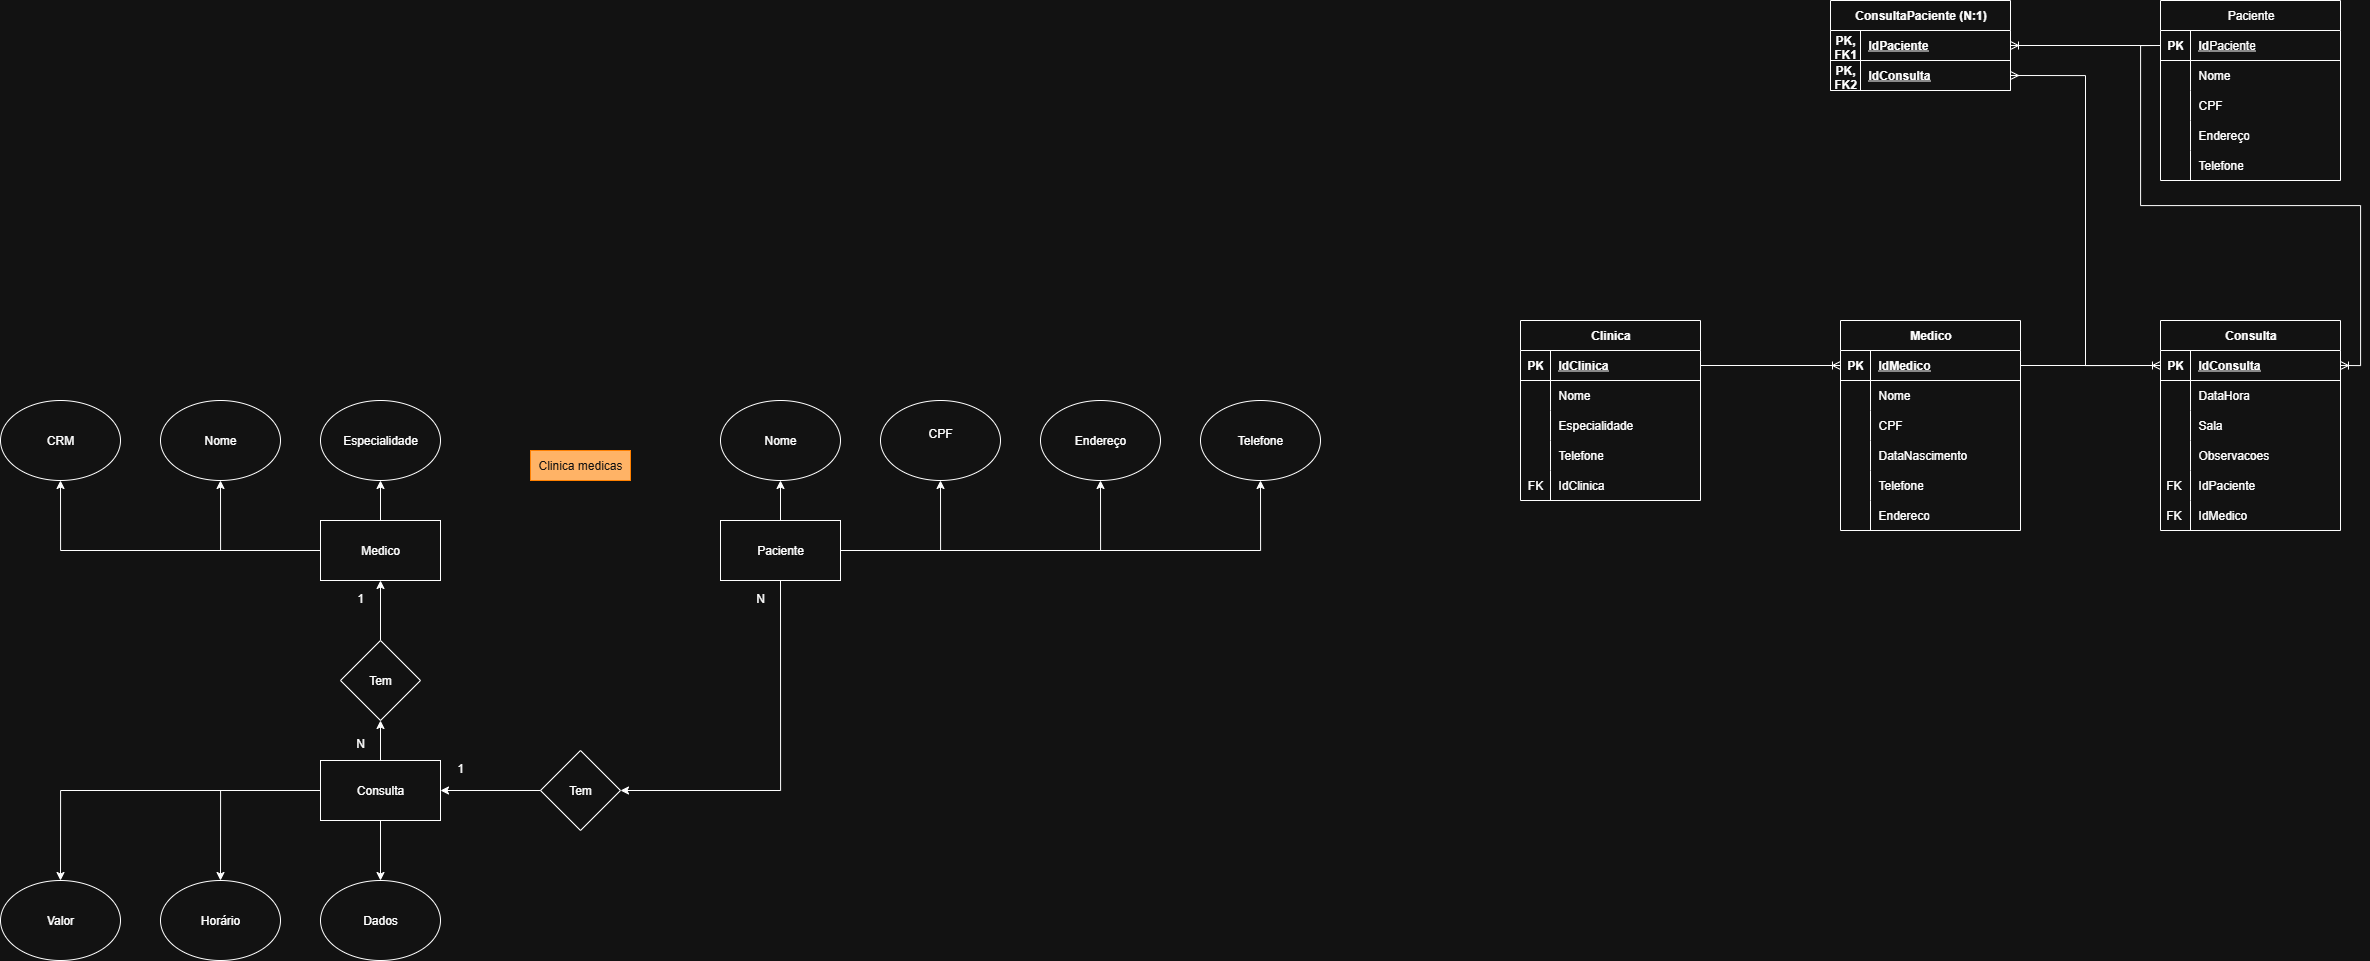 ConsultaPaciente (N:1)
PK,
FK1
IdPaciente
PK,
FK2
IdConsulta
Paciente
PK IdPaciente
Nome
CPF
Endereço
Telefone
Clinica
PK IdClinica
Nome
Especialidade
Telefone
FK IdClinica
Medico
PK IdMedico
Nome
CPF
DataNascimento
Telefone
Endereco
Consulta
PK IdConsulta
DataHora
Sala
Observacoes
FK IdPaciente
FK IdMedico
CRM
Nome
Especialidade
Clinica medicas
Nome
CPF
Endereço
Telefone
Medico
Paciente
1
N
Tem
N
1
Consulta
Tem
Valor
Horário
Dados